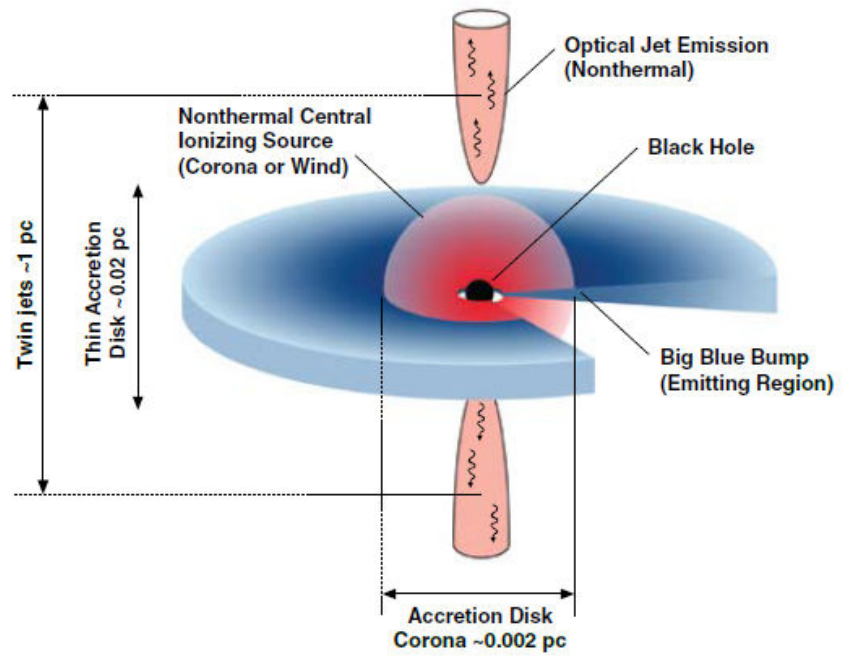 Optical Jet Emission
(Nonthermal)
Nonthermal Central
Ionizing Source
(Corona or Wind)
Black Hole
Twin jets ~1 pc
Thin Accretion
Disk ~0.02 pc
Big Blue Bump
(Emitting Region)
Accretion Disk
Corona ~0.002 pc